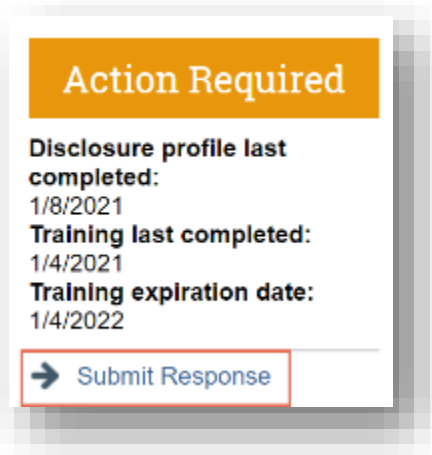 Action Required
Disclosure profile last
completed:
1/8/2021
Training last completed:
1/4/2021
Training expiration date:
1/4/2022
Submit Response